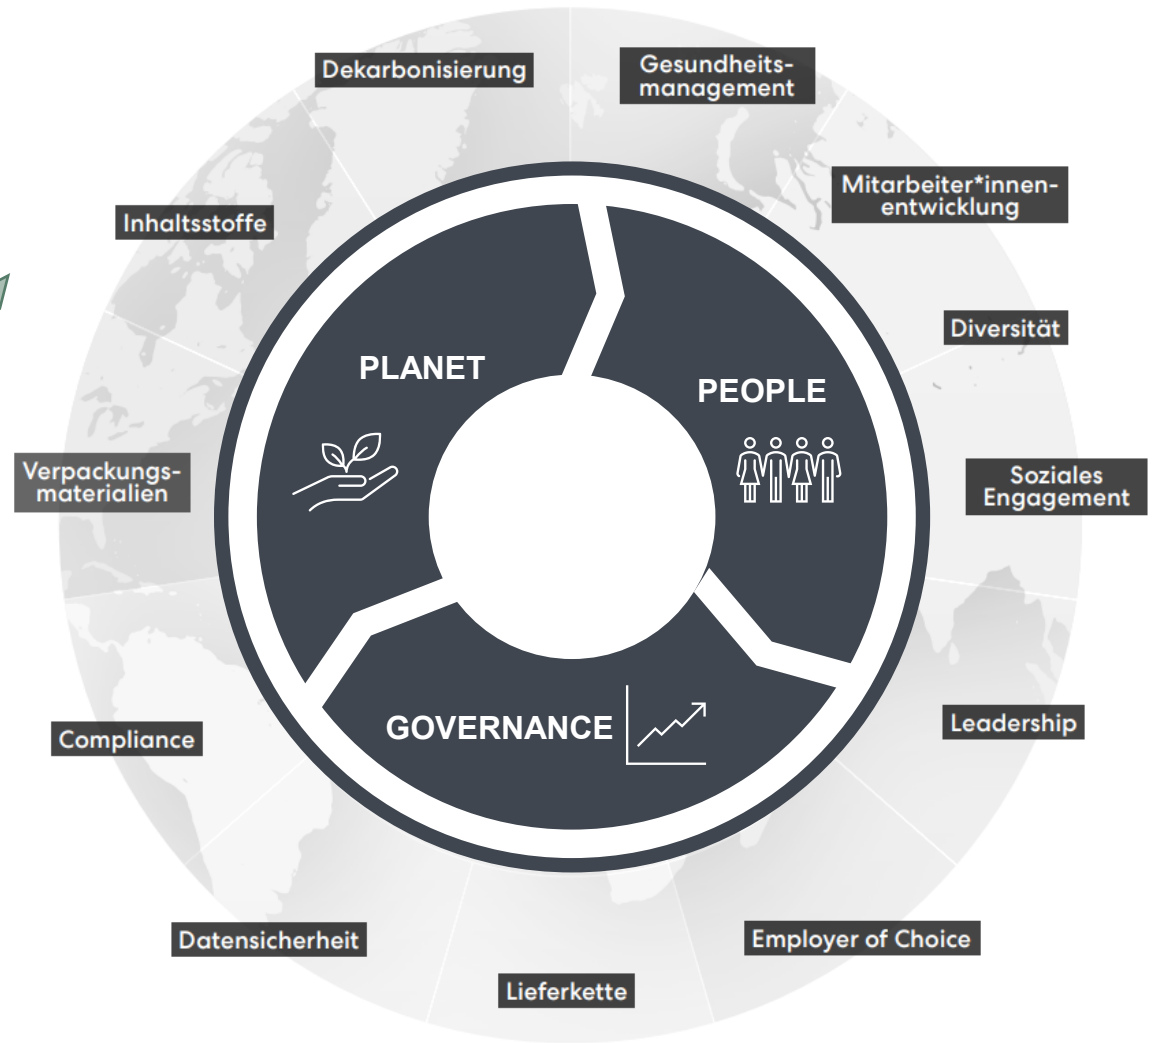 Dekarbonisierung
Gesundheits-
management
Mitarbeiter*innen-
entwicklung
Inhaltsstoffe
Diversität
PLANET
PEOPLE
Verpackungs-
materialien
Soziales
Engagement
GOVERNANCE
Leadership
Compliance
Datensicherheit
Employer of Choice
Lieferkette